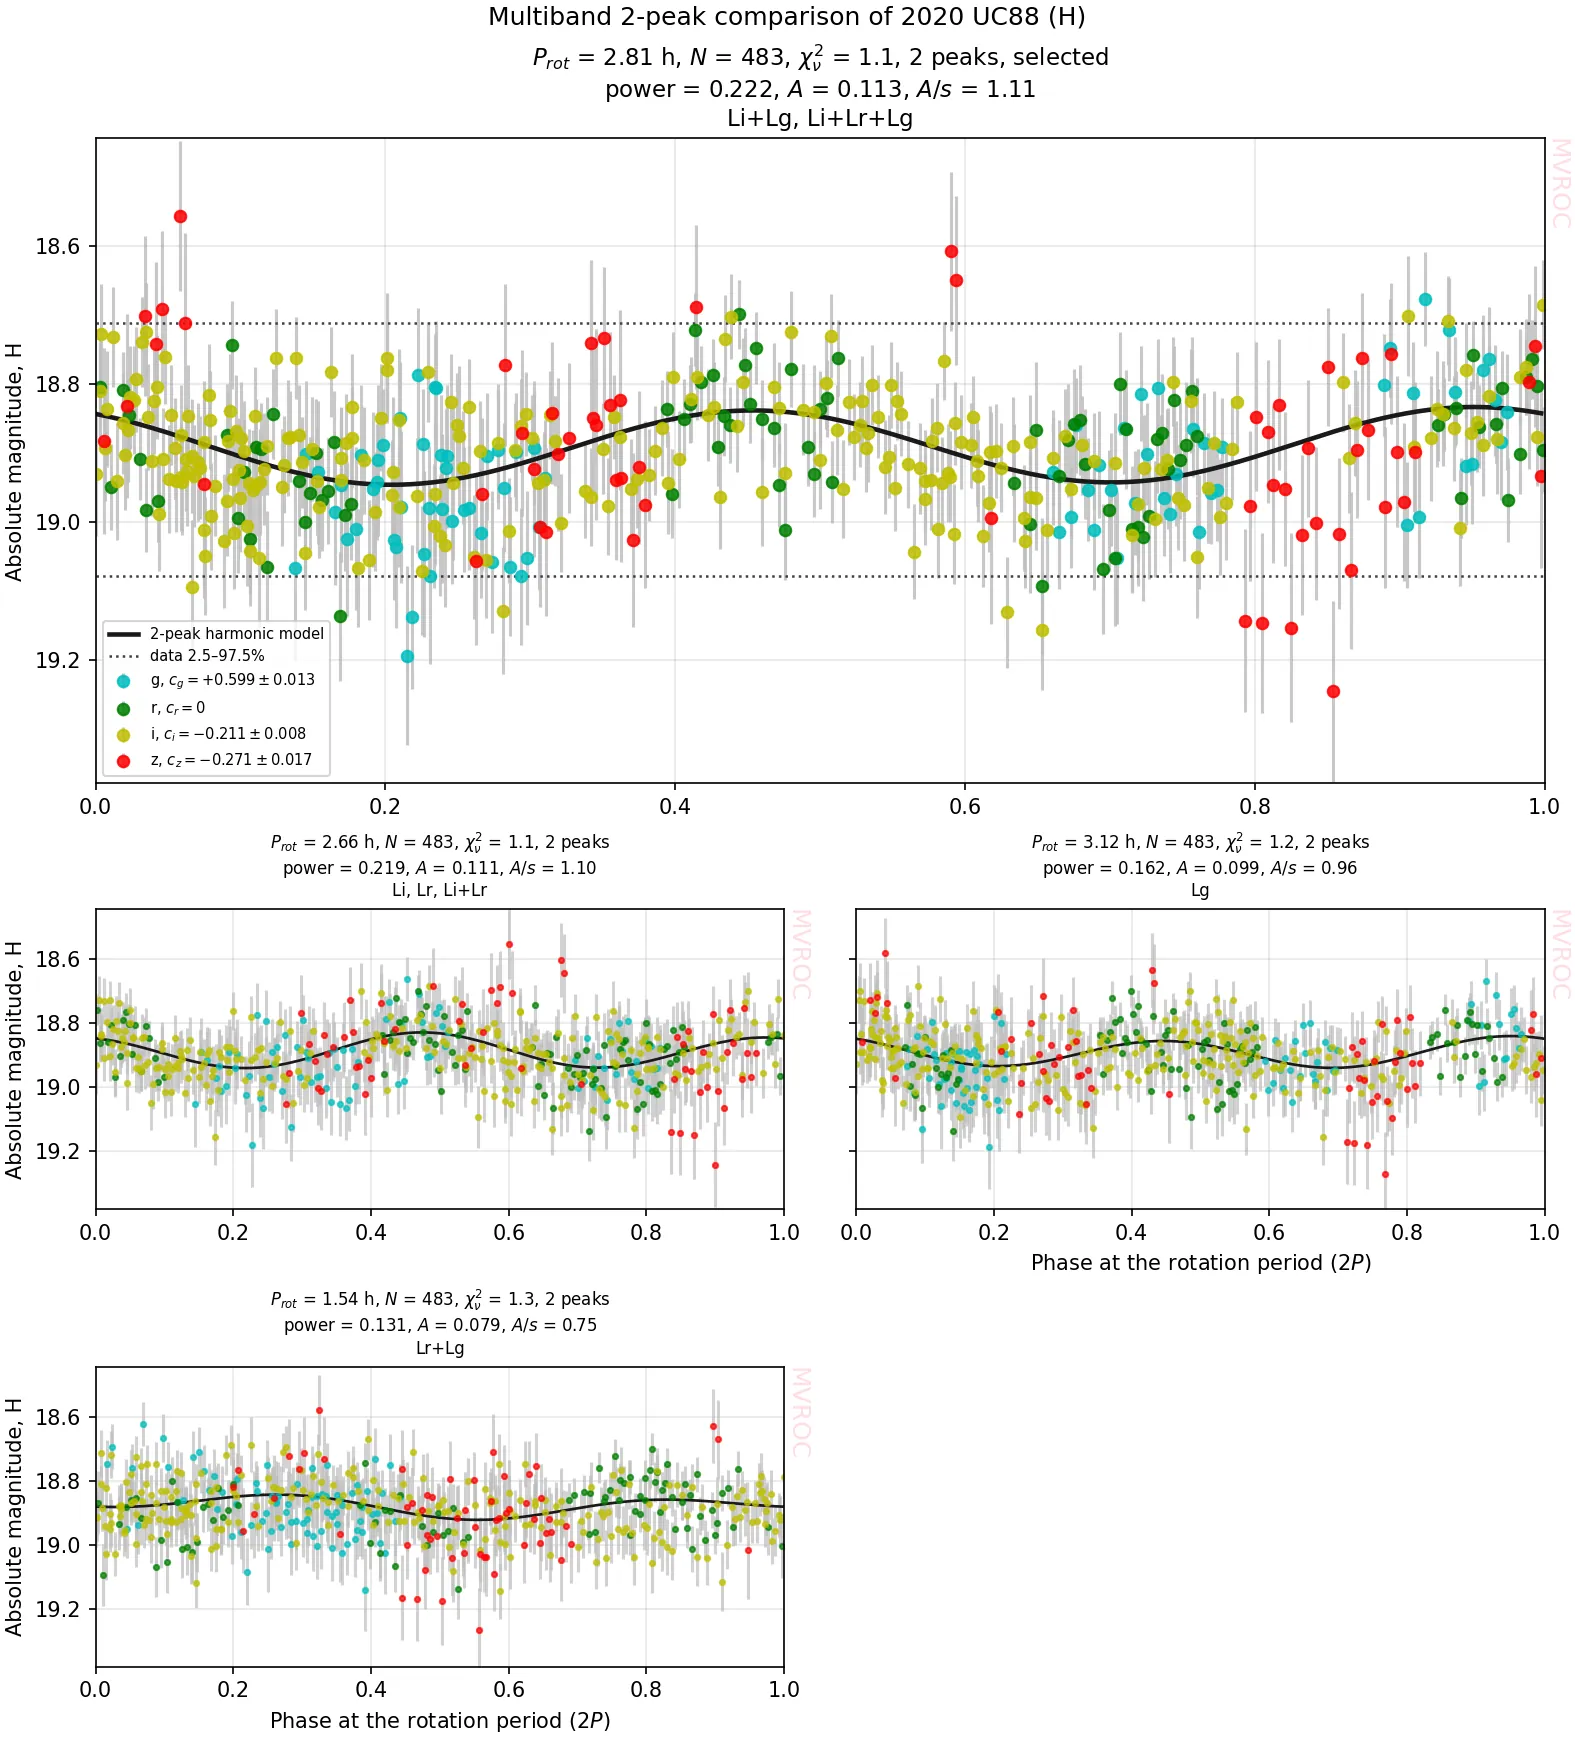 Multiband 2-peak comparison of 2020 UC88 (H)
P_rot = 2.81 h, N = 483, χ²_ν = 1.1, 2 peaks, selected
power = 0.222, A = 0.113, A/s = 1.11
Li+Lg, Li+Lr+Lg
MVROC
Absolute magnitude, H
18.6
18.8
19.0
19.2
2-peak harmonic model
data 2.5–97.5%
g, c_g = +0.599 ± 0.013
r, c_r = 0
i, c_i = −0.211 ± 0.008
z, c_z = −0.271 ± 0.017
0.0 0.2 0.4 0.6 0.8 1.0
P_rot = 2.66 h, N = 483, χ²_ν = 1.1, 2 peaks
power = 0.219, A = 0.111, A/s = 1.10
Li, Lr, Li+Lr
MVROC
Absolute magnitude, H
18.6
18.8
19.0
19.2
0.0 0.2 0.4 0.6 0.8 1.0
P_rot = 3.12 h, N = 483, χ²_ν = 1.2, 2 peaks
power = 0.162, A = 0.099, A/s = 0.96
Lg
MVROC
0.0 0.2 0.4 0.6 0.8 1.0
Phase at the rotation period (2P)
P_rot = 1.54 h, N = 483, χ²_ν = 1.3, 2 peaks
power = 0.131, A = 0.079, A/s = 0.75
Lr+Lg
MVROC
Absolute magnitude, H
18.6
18.8
19.0
19.2
0.0 0.2 0.4 0.6 0.8 1.0
Phase at the rotation period (2P)